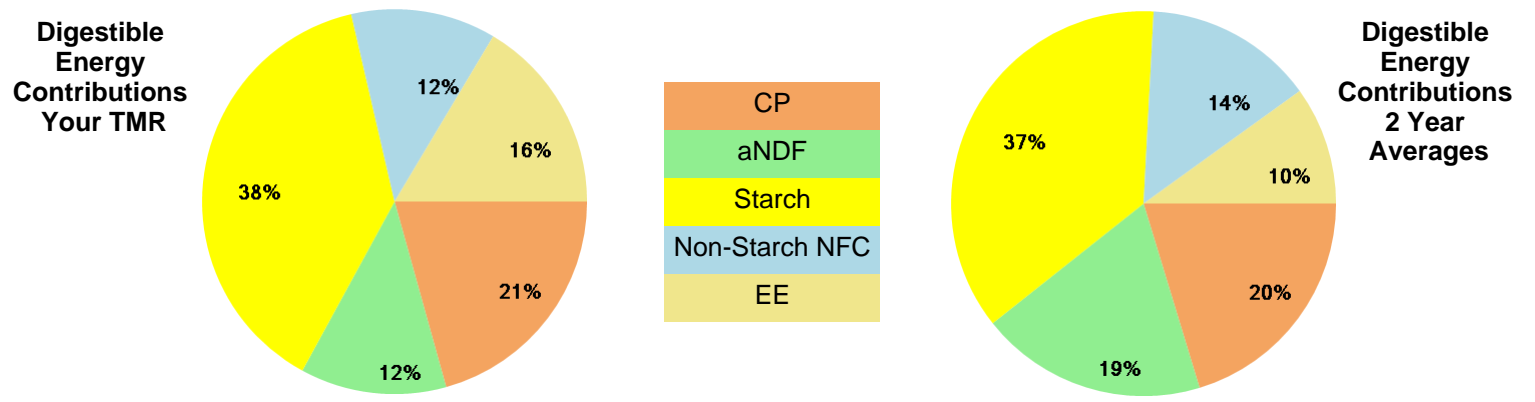 Digestible
Energy
Contributions
Your TMR
12%
16%
38%
21%
12%
CP
aNDF
Starch
Non-Starch NFC
EE
14%
37%
10%
20%
19%
Digestible
Energy
Contributions
2 Year
Averages